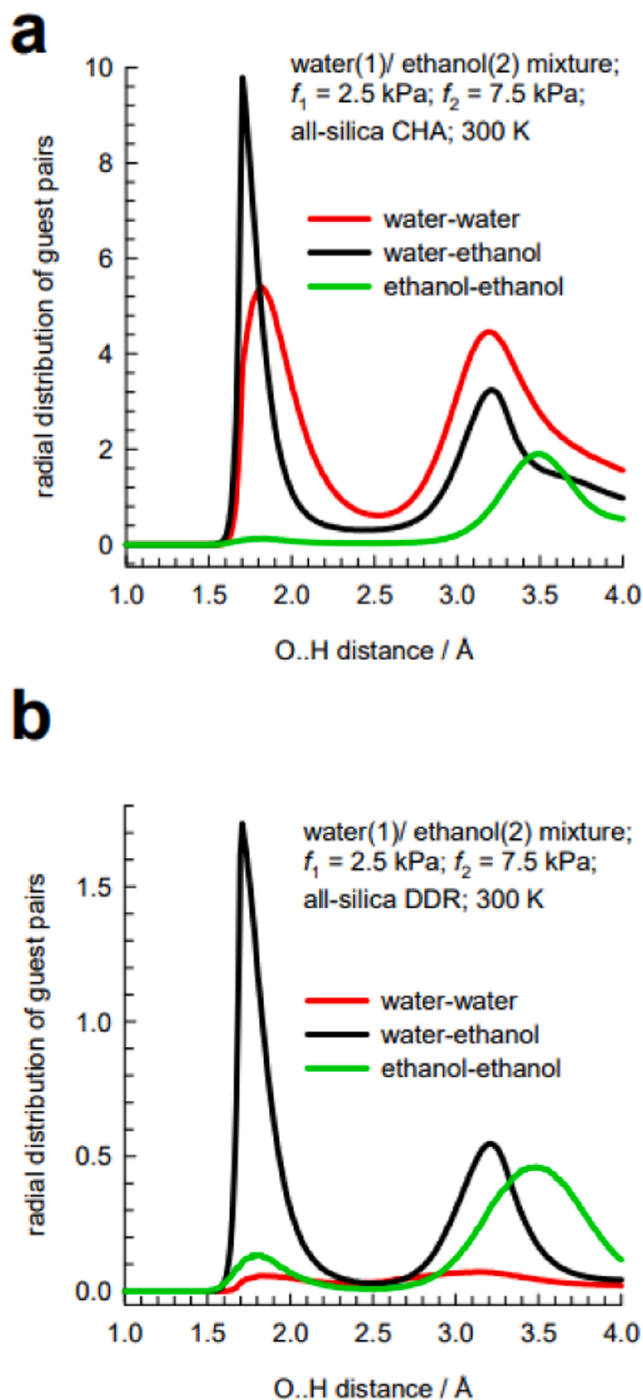 a
water(1)/ ethanol(2) mixture;
f1 = 2.5 kPa; f2 = 7.5 kPa;
all-silica CHA; 300 K
water-water
water-ethanol
ethanol-ethanol
radial distribution of guest pairs
10
8
6
4
2
0
1.0 1.5 2.0 2.5 3.0 3.5 4.0
O..H distance / Å
b
water(1)/ ethanol(2) mixture;
f1 = 2.5 kPa; f2 = 7.5 kPa;
all-silica DDR; 300 K
water-water
water-ethanol
ethanol-ethanol
radial distribution of guest pairs
1.5
1.0
0.5
0.0
1.0 1.5 2.0 2.5 3.0 3.5 4.0
O..H distance / Å